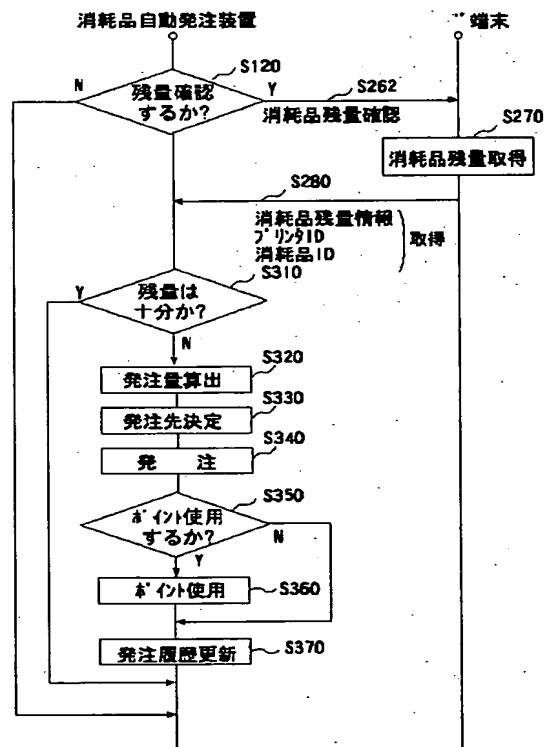 消耗品自動発注装置
端末
S120
残量確認
するか?
N
Y
S262
消耗品残量確認
S270
消耗品残量取得
S280
消耗品残量情報
プリンタID
消耗品ID
取得
S310
残量は
十分か?
Y
N
S320
発注量算出
S330
発注先決定
S340
発 注
S350
ポイント使用
するか?
N
Y
ポイント使用
S360
発注履歴更新
S370